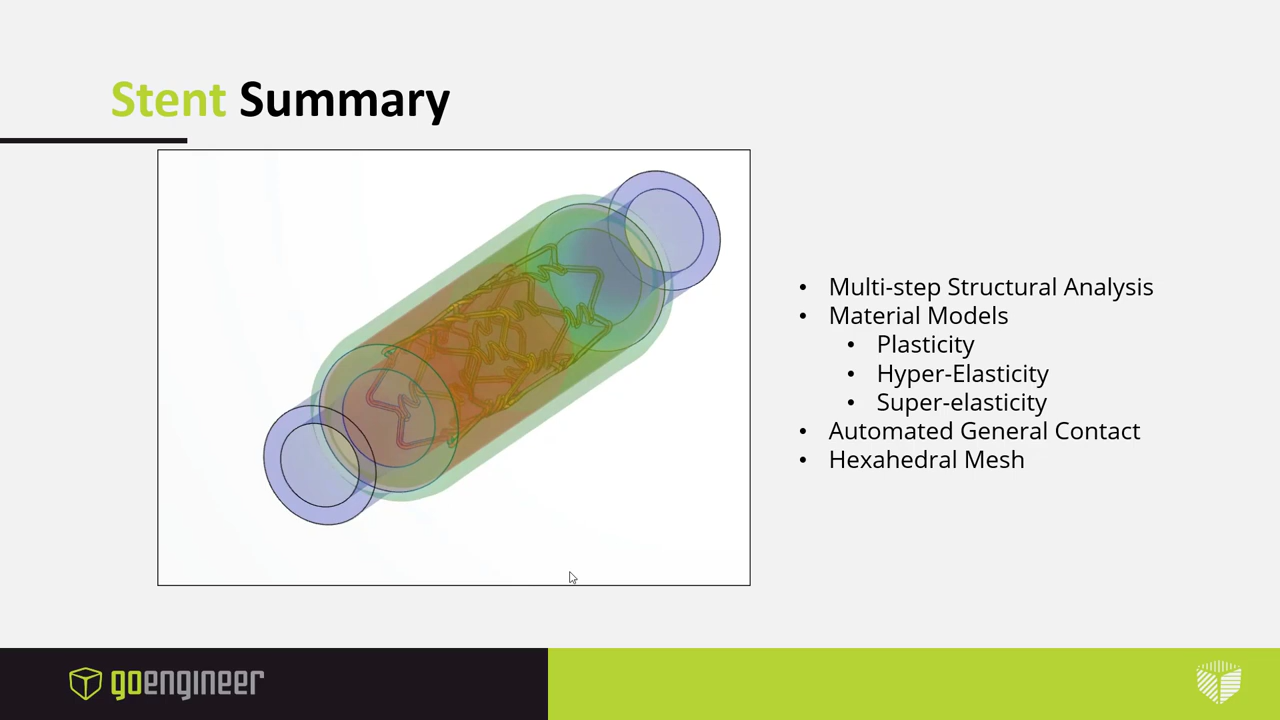 Stent Summary
• Multi-step Structural Analysis
• Material Models
• Plasticity
• Hyper-Elasticity
• Super-elasticity
• Automated General Contact
• Hexahedral Mesh
goengineer